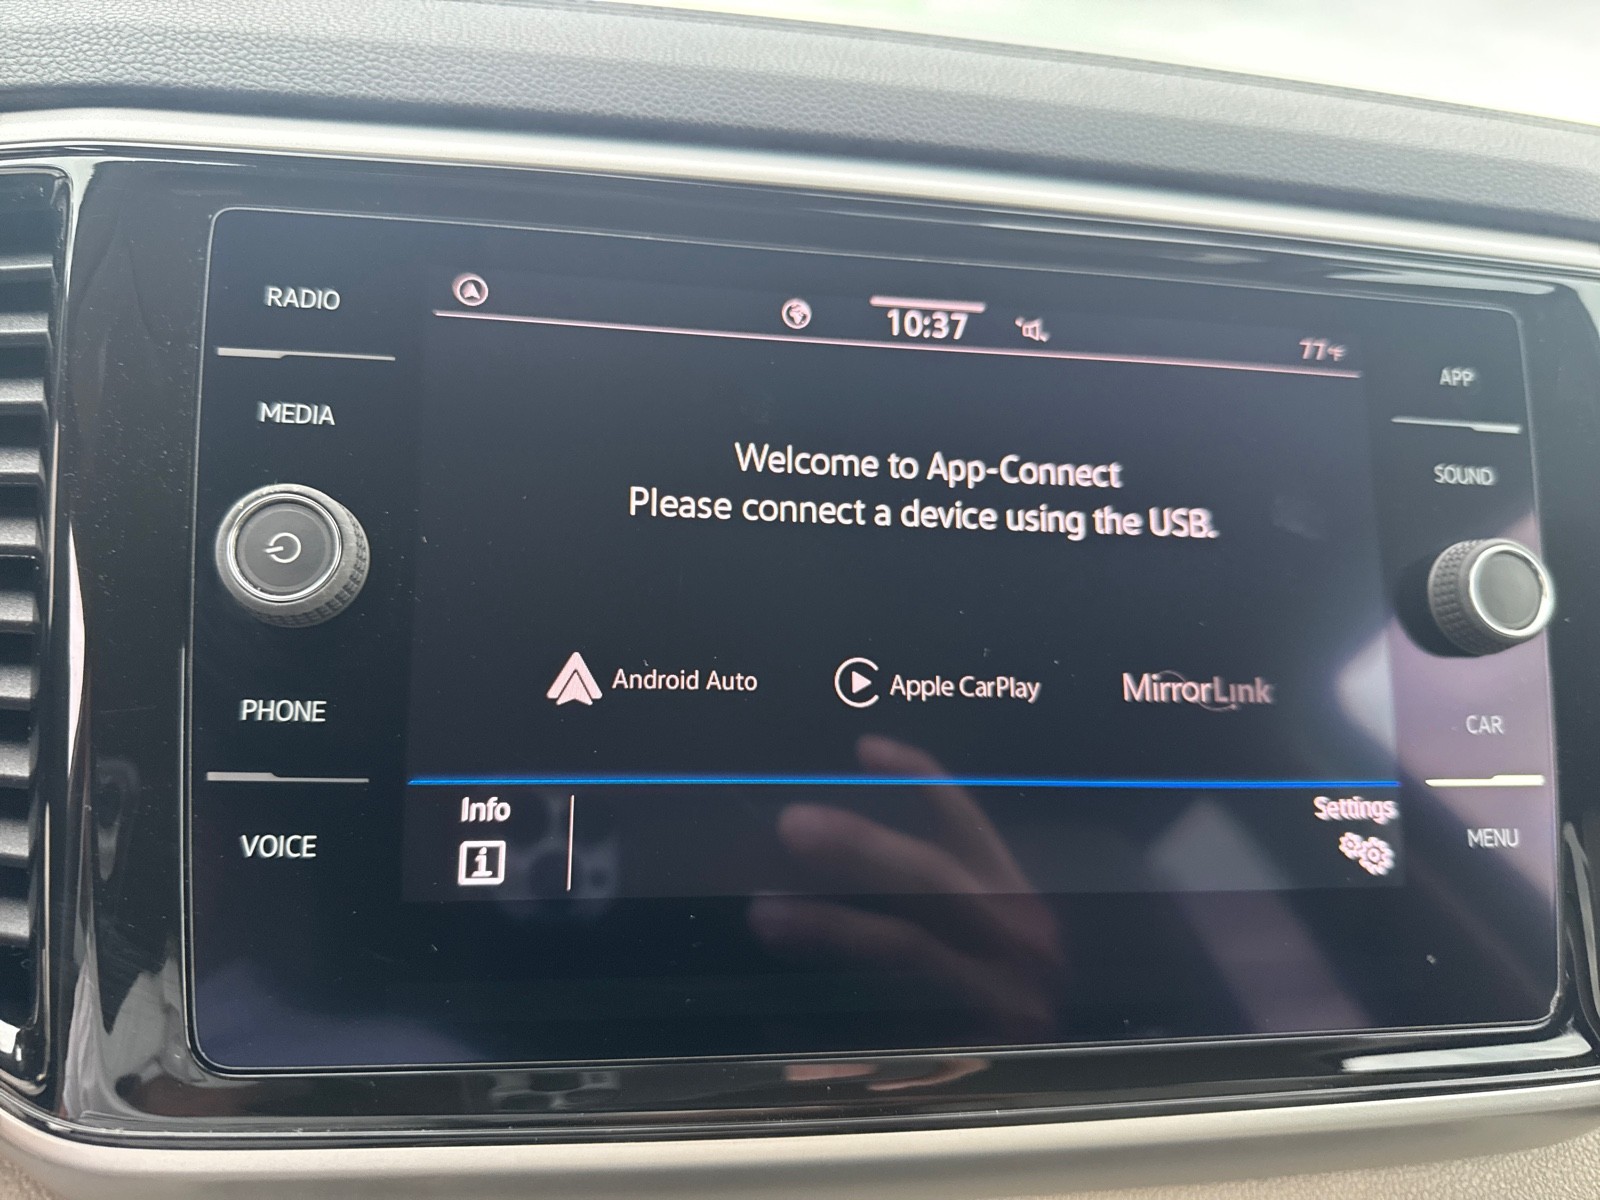 RADIO
MEDIA
PHONE
VOICE
10:37
77°F
Welcome to App-Connect
Please connect a device using the USB.
Android Auto
Apple CarPlay
MirrorLink
Info
i
Settings
APP
SOUND
CAR
MENU